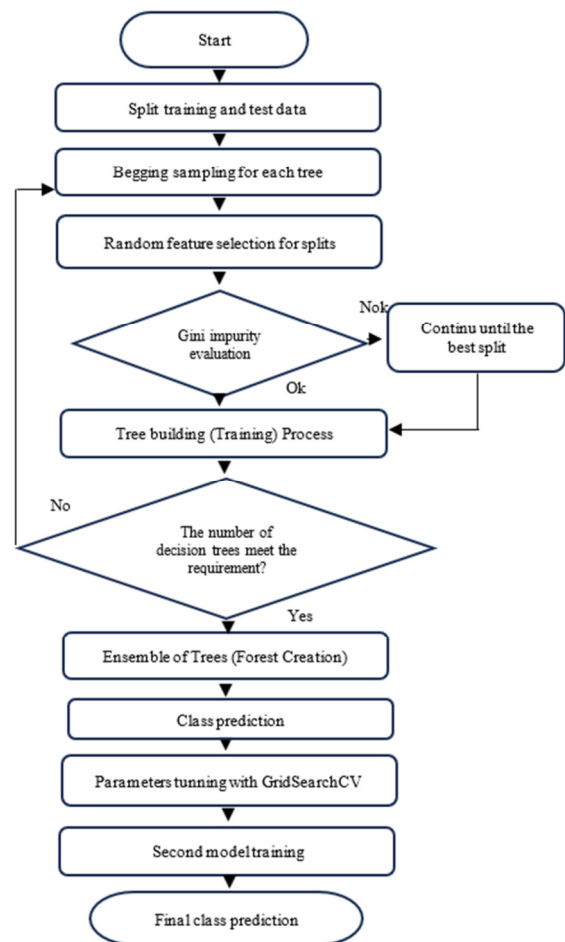 Start
Split training and test data
Begging sampling for each tree
Random feature selection for splits
Nok
Gini impurity
evaluation
Continu until the
best split
Ok
Tree building (Training) Process
No
The number of
decision trees meet the
requirement?
Yes
Ensemble of Trees (Forest Creation)
Class prediction
Parameters tunning with GridSearchCV
Second model training
Final class prediction